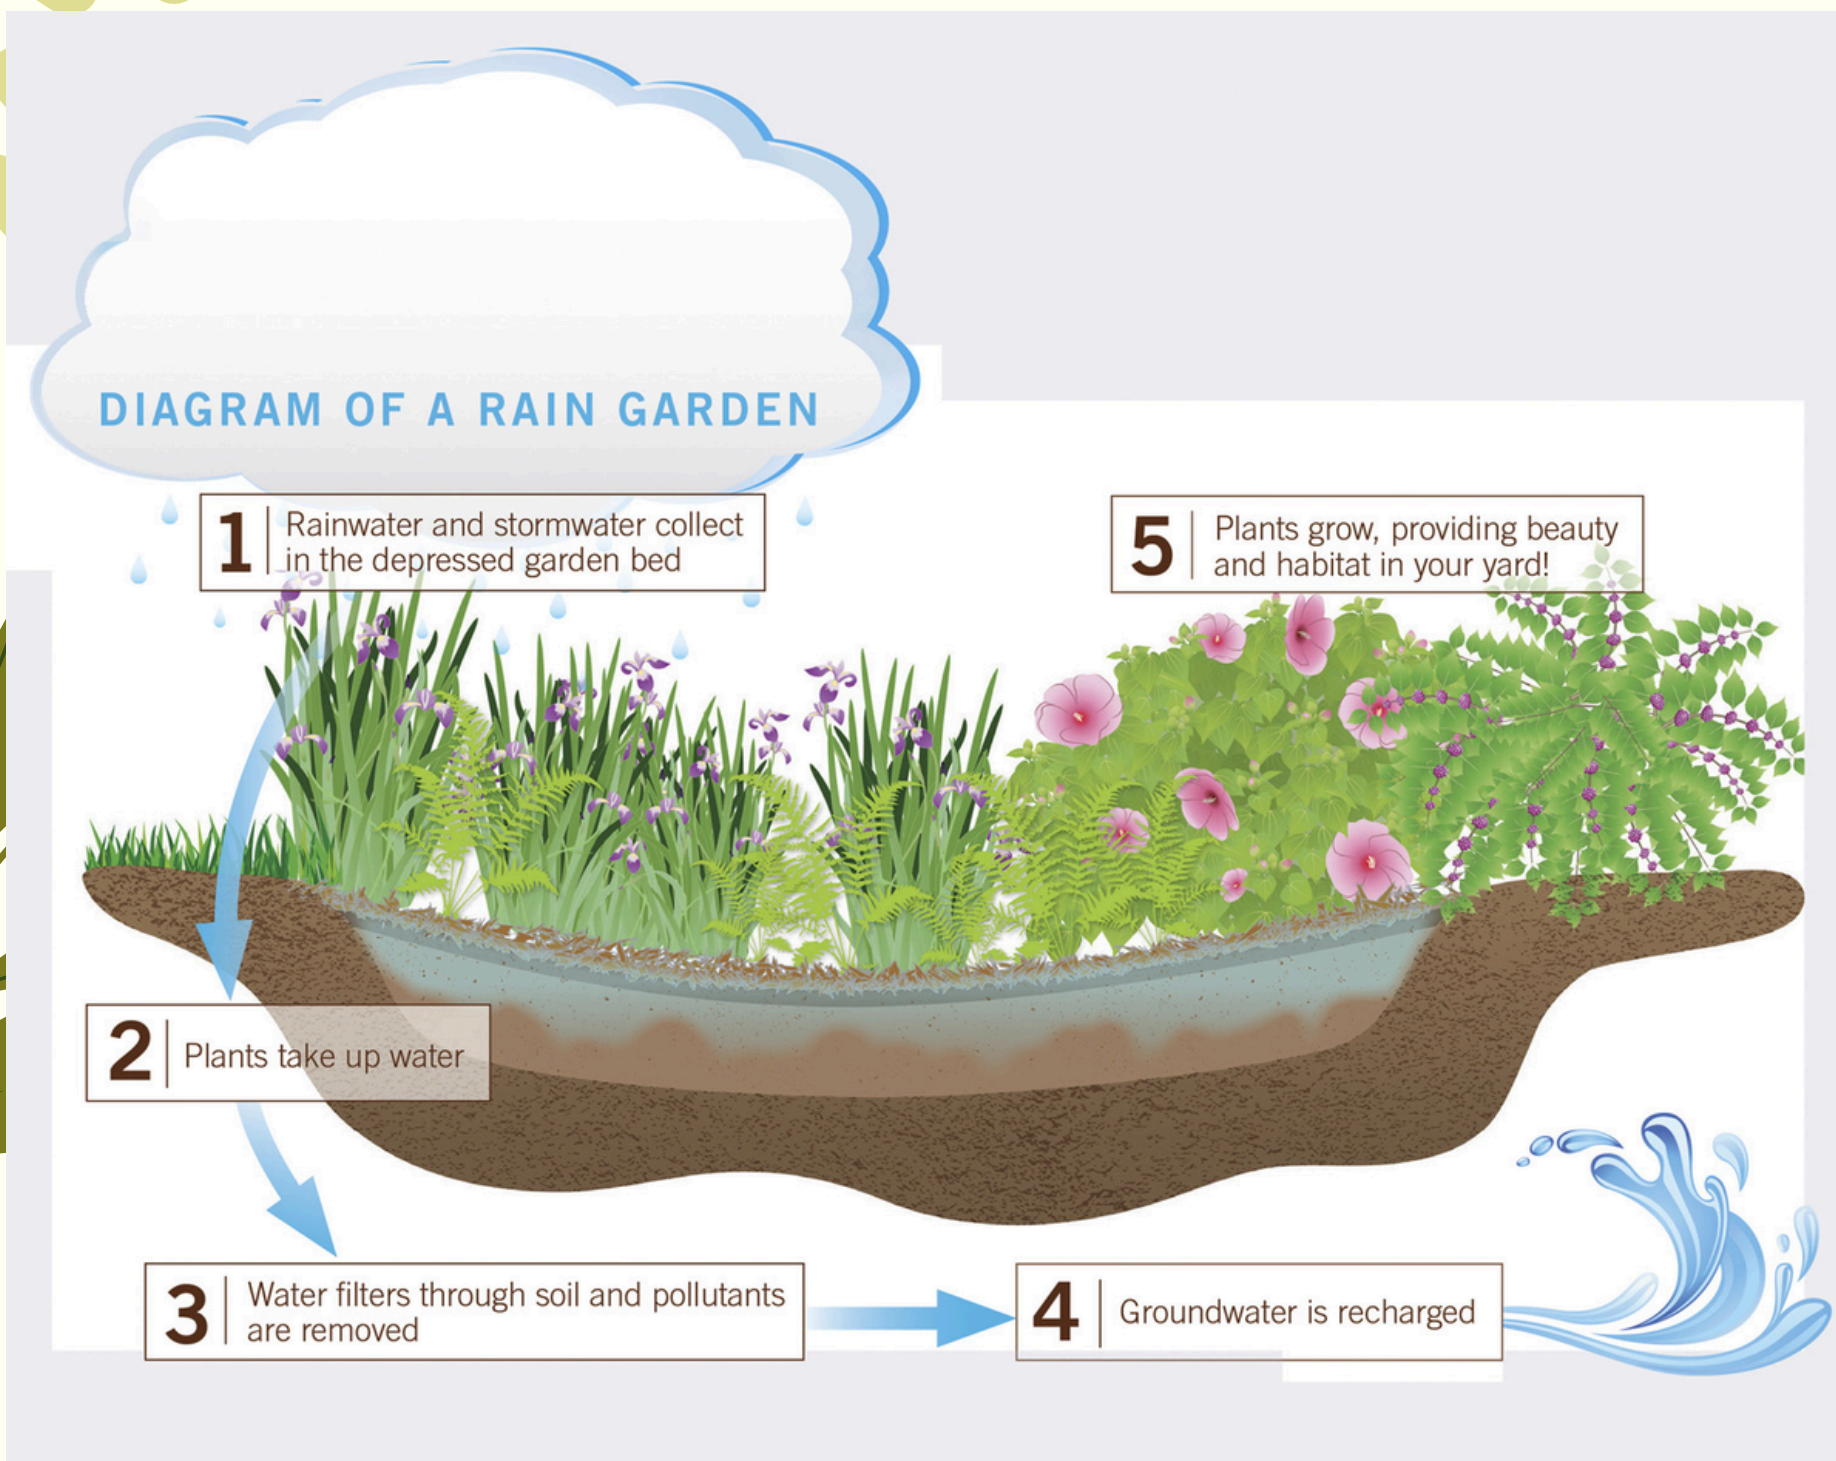 DIAGRAM OF A RAIN GARDEN
1
Rainwater and stormwater collect
in the depressed garden bed
2
Plants take up water
3
Water filters through soil and pollutants
are removed
4
Groundwater is recharged
5
Plants grow, providing beauty
and habitat in your yard!